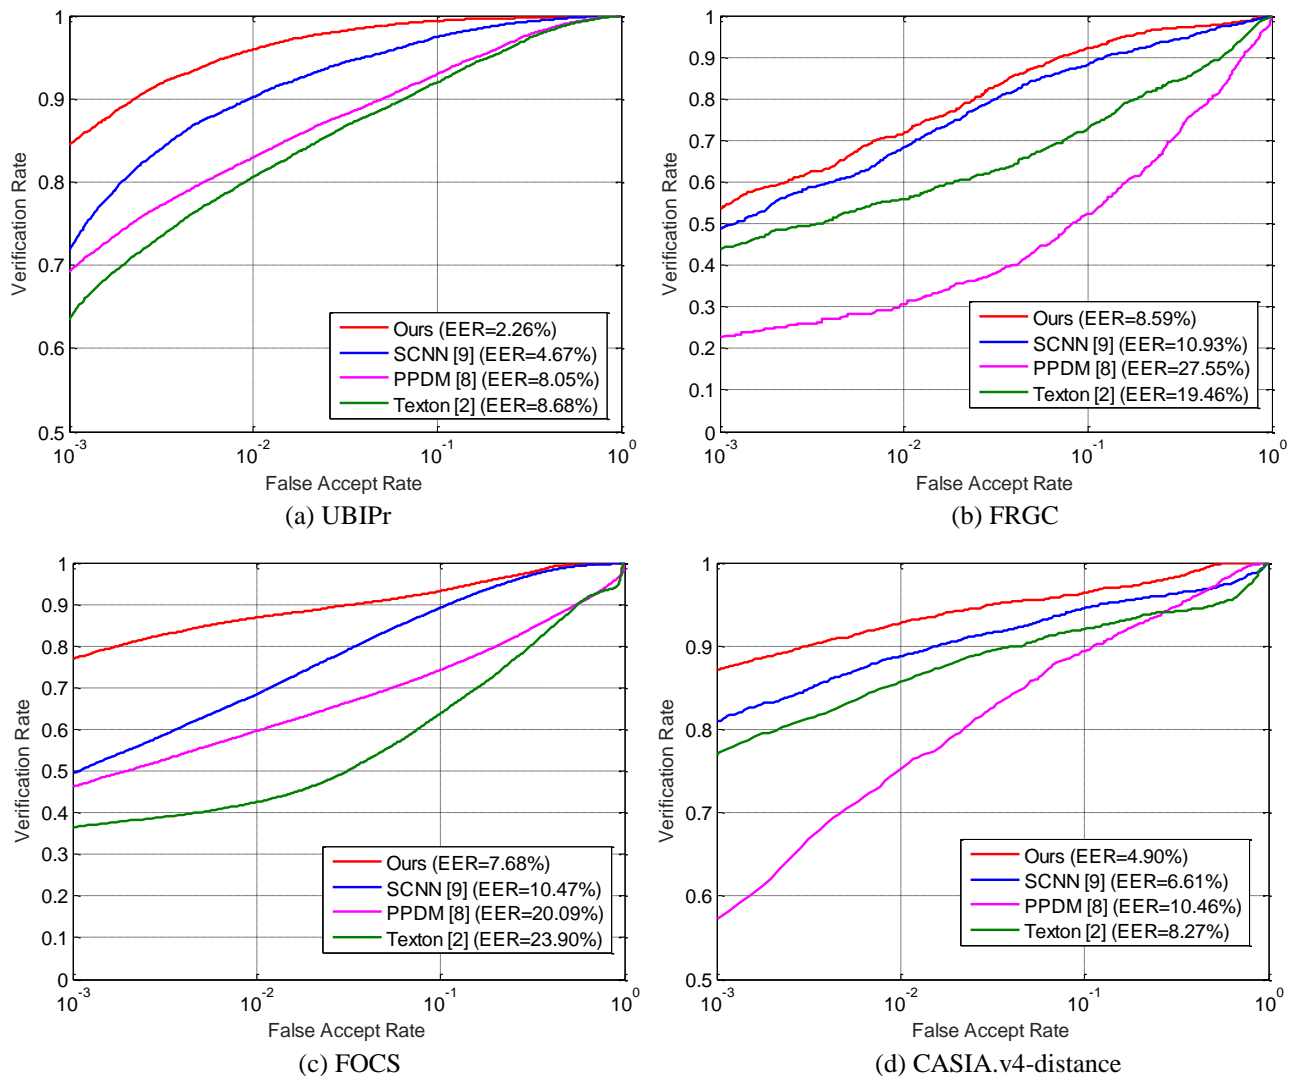 1
0.9
0.8
0.7
0.6
0.5
Verification Rate
Ours (EER=2.26%)
SCNN [9] (EER=4.67%)
PPDM [8] (EER=8.05%)
Texton [2] (EER=8.68%)
10^-3 10^-2 10^-1 10^0
False Accept Rate
(a) UBIPr
1
0.9
0.8
0.7
0.6
0.5
0.4
0.3
0.2
0.1
0
Verification Rate
Ours (EER=8.59%)
SCNN [9] (EER=10.93%)
PPDM [8] (EER=27.55%)
Texton [2] (EER=19.46%)
10^-3 10^-2 10^-1 10^0
False Accept Rate
(b) FRGC
1
0.9
0.8
0.7
0.6
0.5
0.4
0.3
0.2
0.1
0
Verification Rate
Ours (EER=7.68%)
SCNN [9] (EER=10.47%)
PPDM [8] (EER=20.09%)
Texton [2] (EER=23.90%)
10^-3 10^-2 10^-1 10^0
False Accept Rate
(c) FOCS
1
0.9
0.8
0.7
0.6
0.5
Verification Rate
Ours (EER=4.90%)
SCNN [9] (EER=6.61%)
PPDM [8] (EER=10.46%)
Texton [2] (EER=8.27%)
10^-3 10^-2 10^-1 10^0
False Accept Rate
(d) CASIA.v4-distance